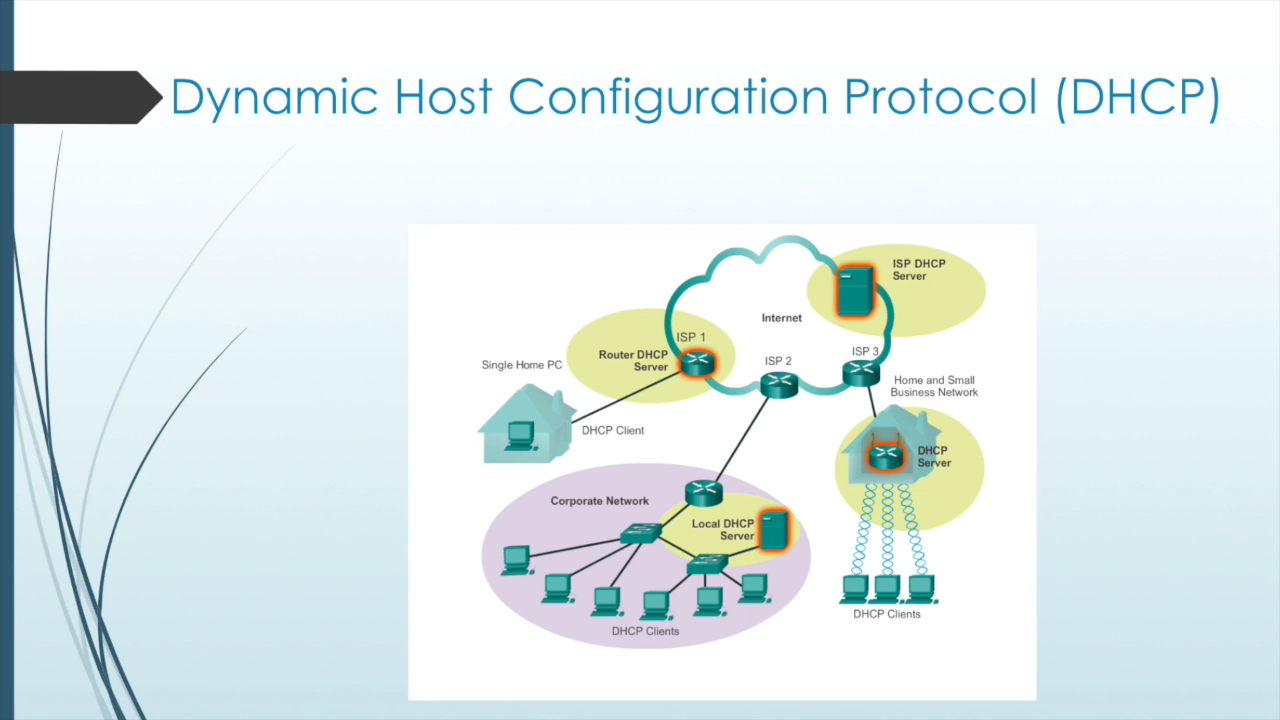 Dynamic Host Configuration Protocol (DHCP)
ISP DHCP
Server
Internet
ISP 1
Router DHCP
Server
ISP 2
ISP 3
Single Home PC
Home and Small
Business Network
DHCP Client
DHCP
Server
Corporate Network
Local DHCP
Server
DHCP Clients
DHCP Clients